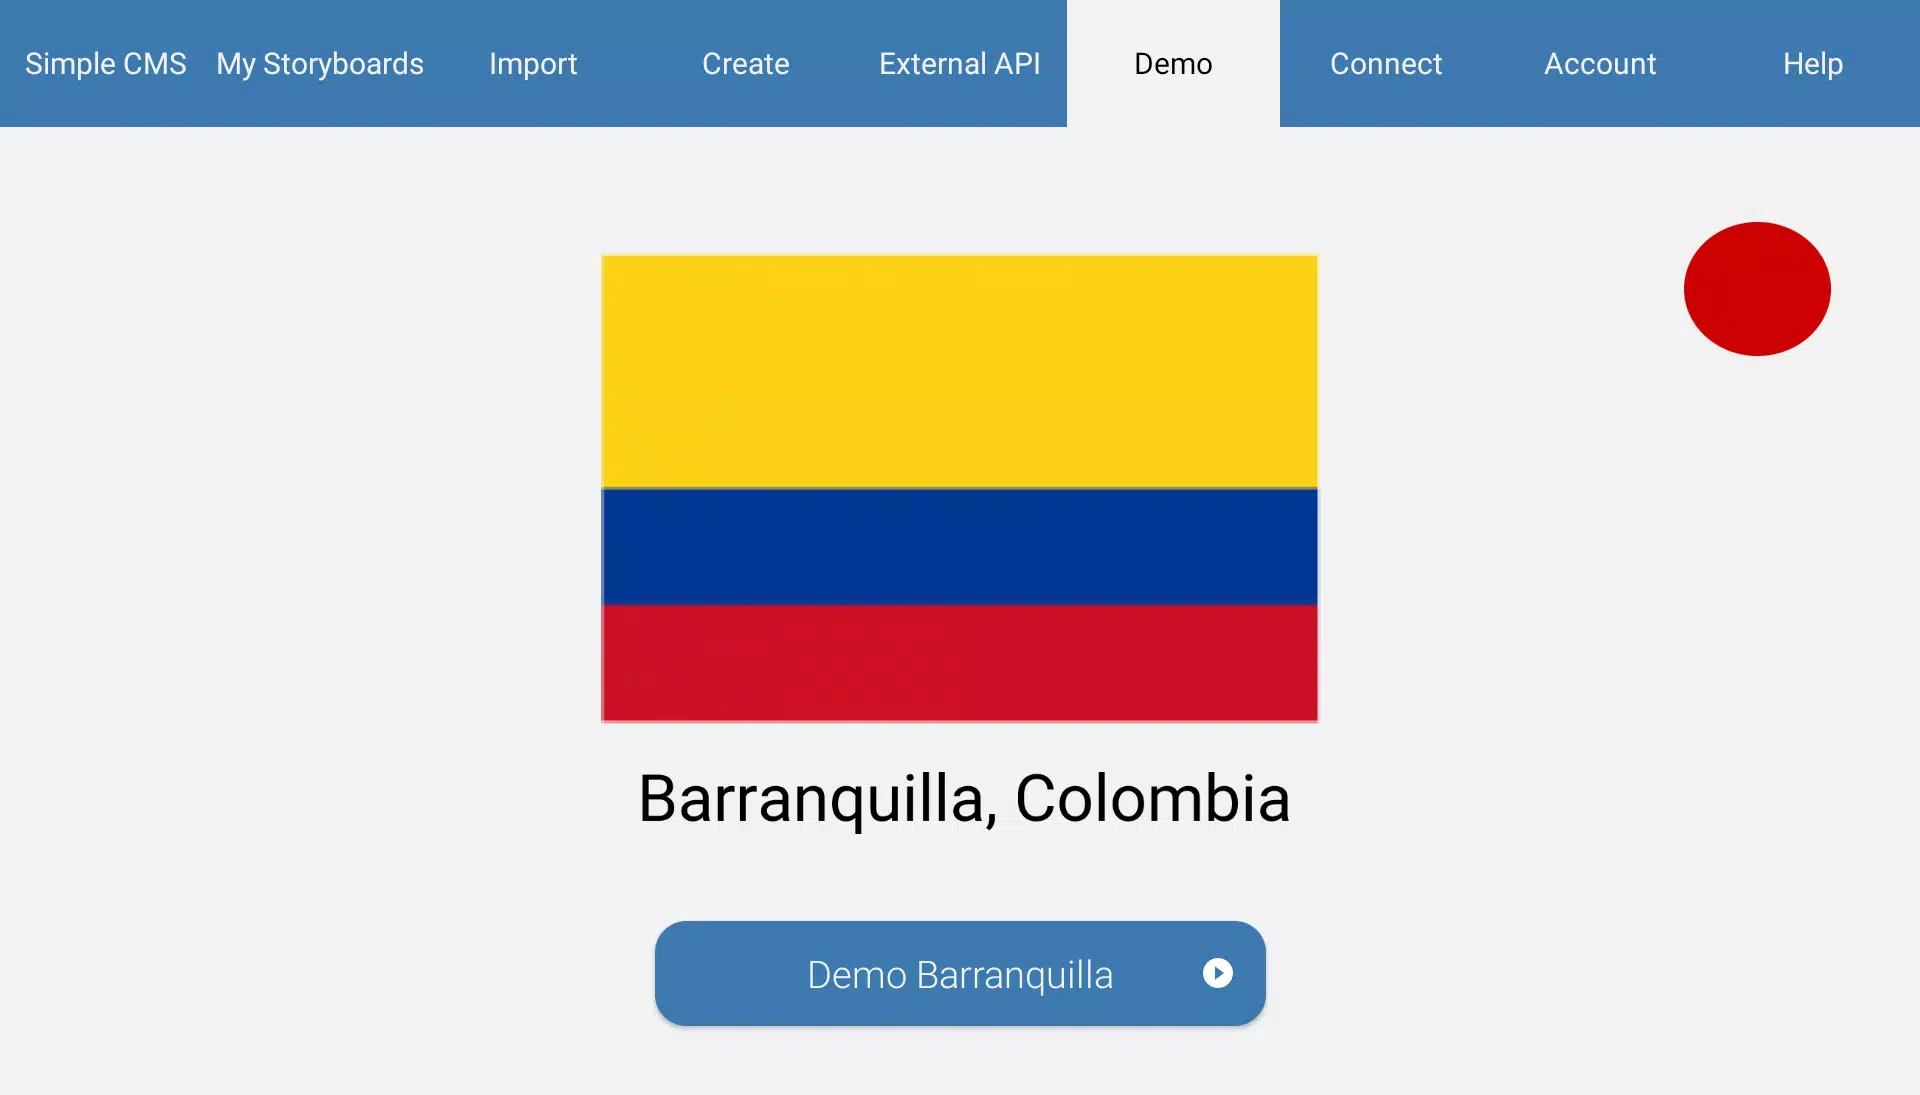 Simple CMS My Storyboards Import Create External API Demo Connect Account Help
Barranquilla, Colombia
Demo Barranquilla